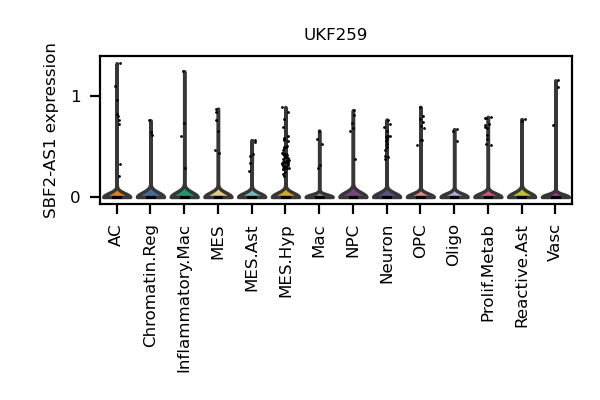 UKF259
SBF2-AS1 expression
1
0
AC
Chromatin.Reg
Inflammatory.Mac
MES
MES.Ast
MES.Hyp
Mac
NPC
Neuron
OPC
Oligo
Prolif.Metab
Reactive.Ast
Vasc